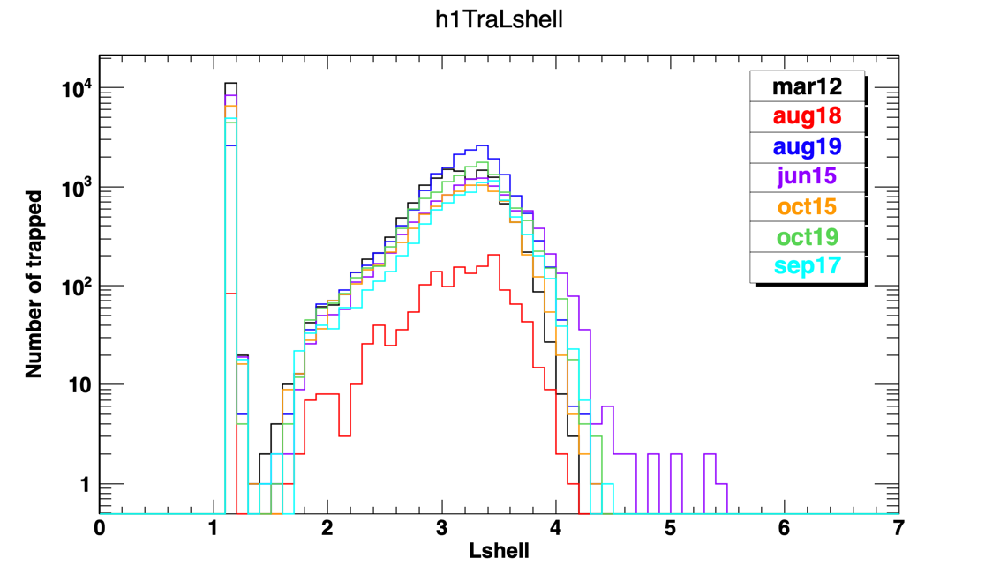 h1TraLshell
10⁴
10³
10²
10
1
Number of trapped
mar12
aug18
aug19
jun15
oct15
oct19
sep17
0 1 2 3 4 5 6 7
Lshell